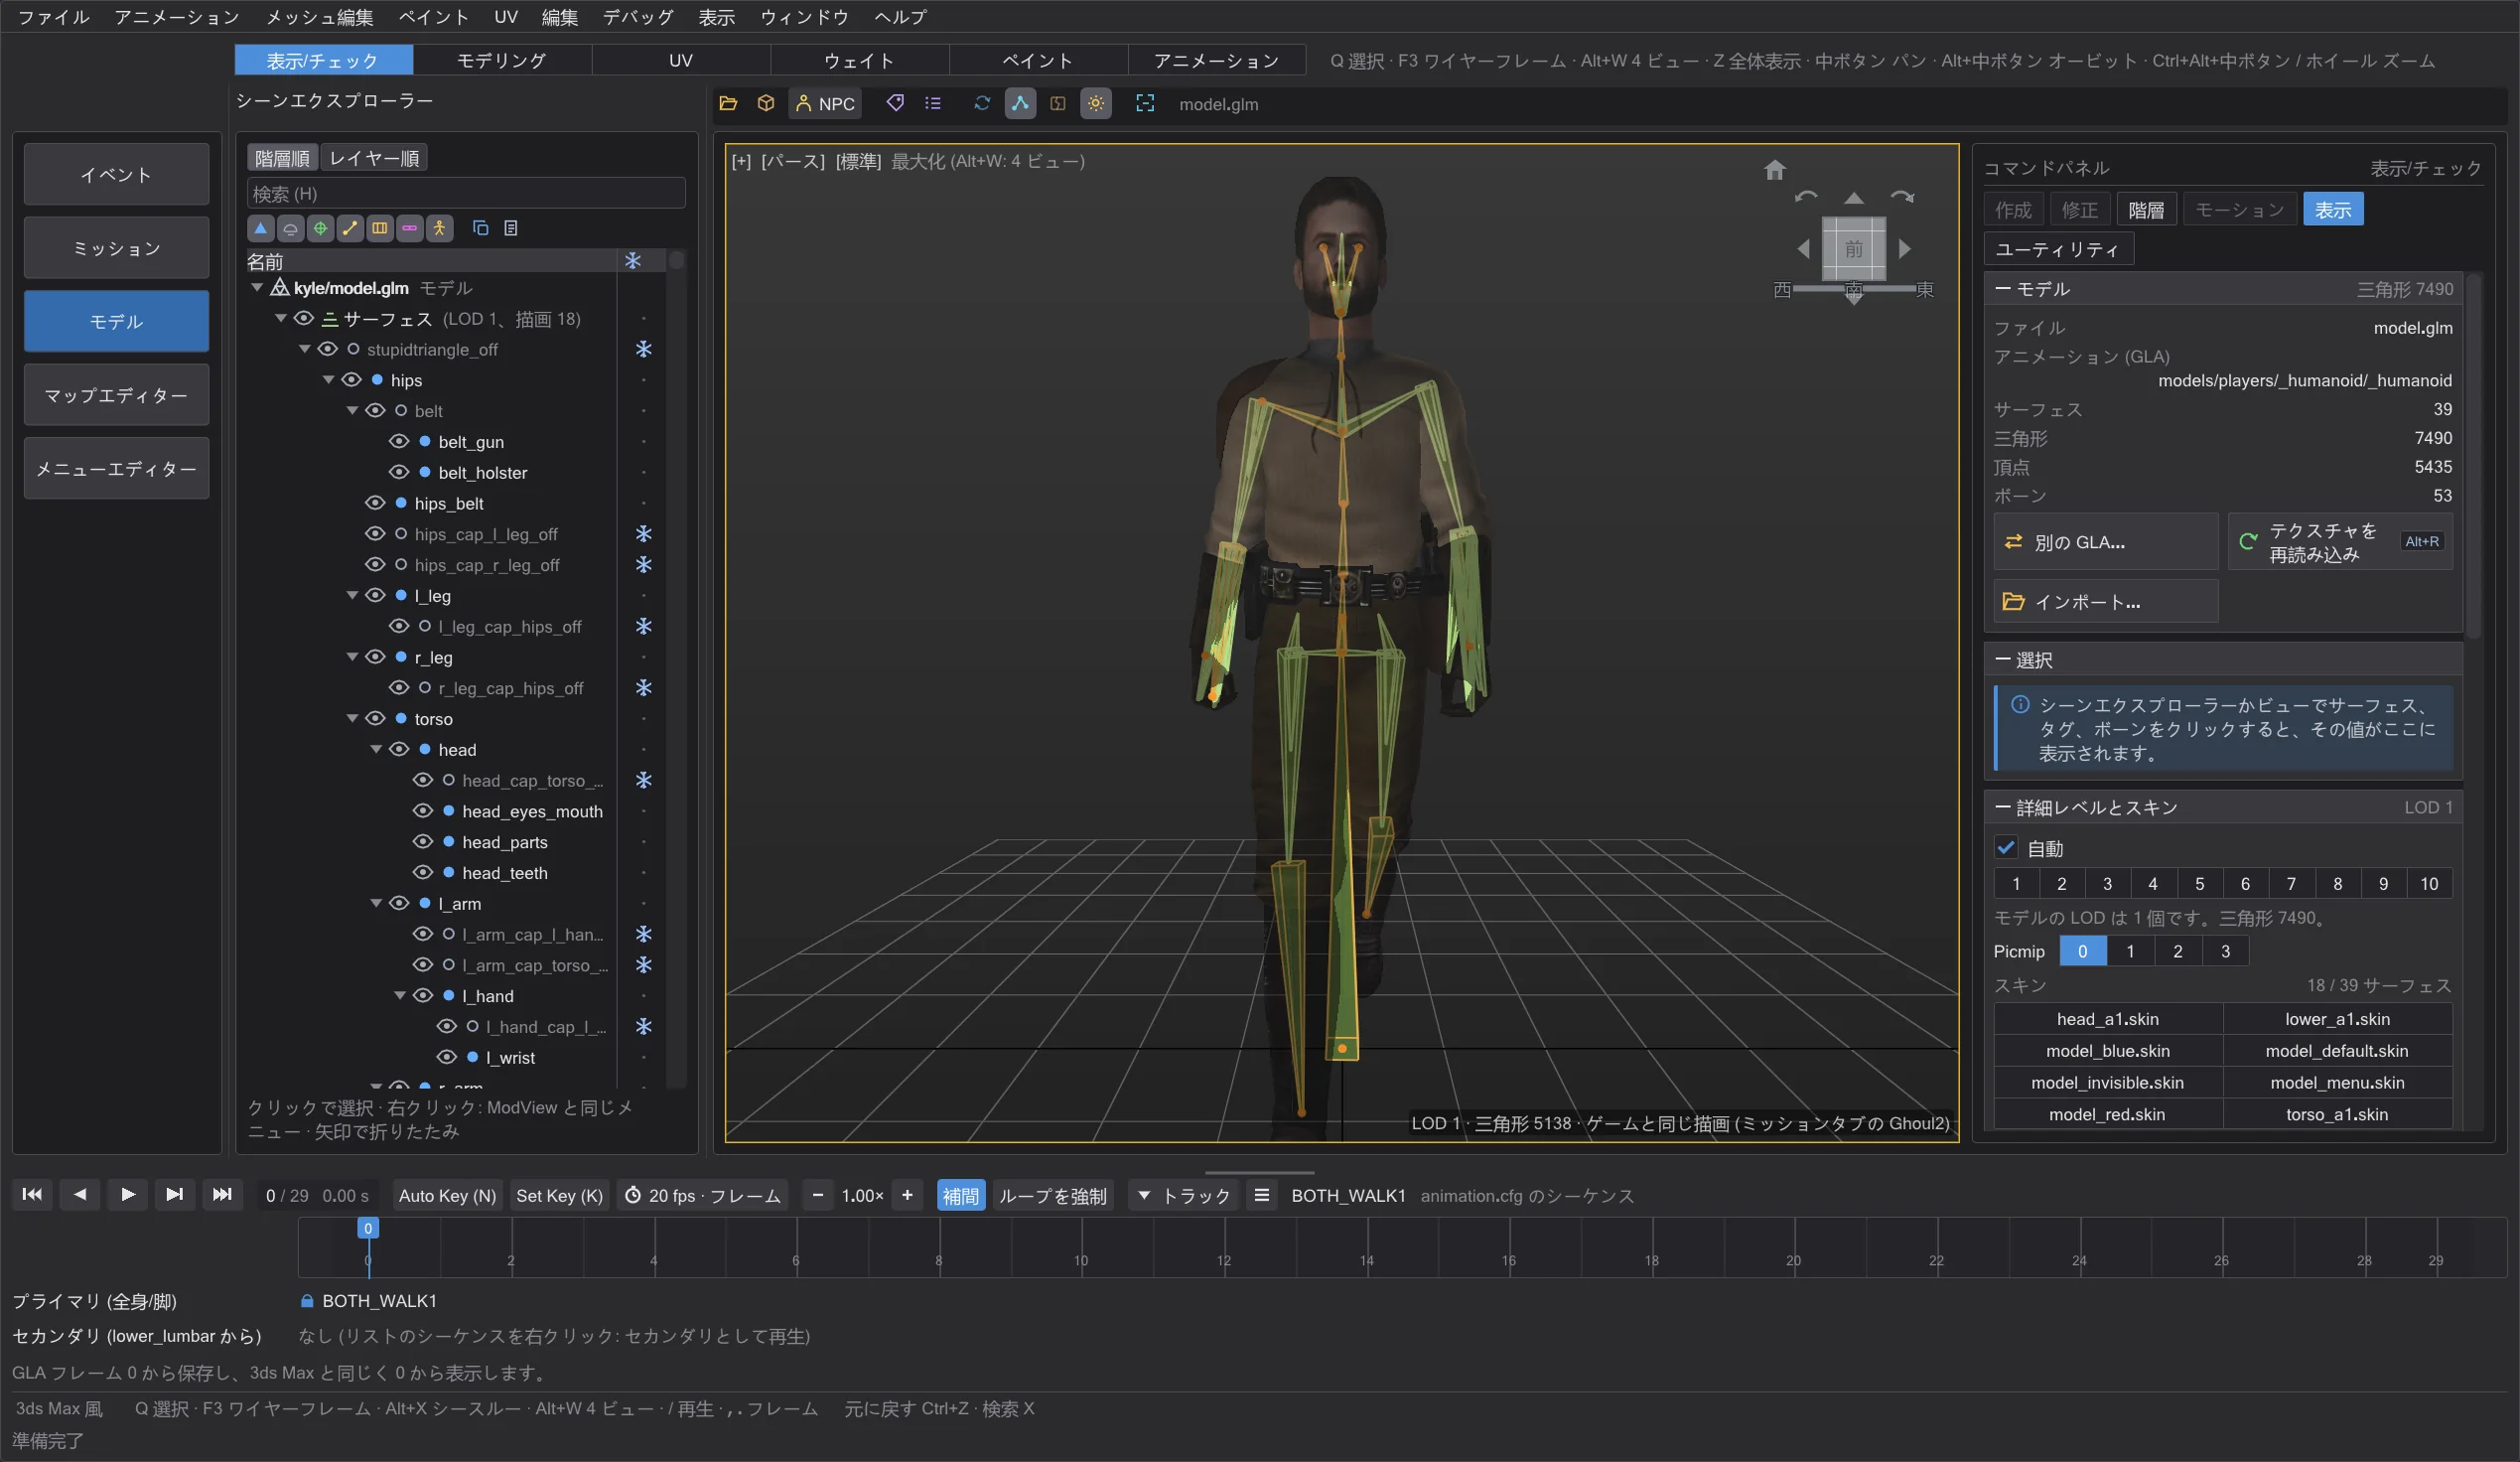 ファイル アニメーション メッシュ編集 ペイント UV 編集 デバッグ 表示 ウィンドウ ヘルプ
表示/チェック モデリング UV ウェイト ペイント アニメーション Q 選択 · F3 ワイヤーフレーム · Alt+W 4 ビュー · Z 全体表示 · 中ボタン パン · Alt+中ボタン オービット · Ctrl+Alt+中ボタン / ホイール ズーム
イベント
ミッション
モデル
マップエディター
メニューエディター
シーンエクスプローラー
階層順 レイヤー順
検索 (H)
名前
kyle/model.glm モデル
サーフェス (LOD 1、描画 18)
stupidtriangle_off
hips
belt
belt_gun
belt_holster
hips_belt
hips_cap_l_leg_off
hips_cap_r_leg_off
l_leg
l_leg_cap_hips_off
r_leg
r_leg_cap_hips_off
torso
head
head_cap_torso_...
head_eyes_mouth
head_parts
head_teeth
l_arm
l_arm_cap_l_han...
l_arm_cap_torso_...
l_hand
l_hand_cap_l_...
l_wrist
r_arm
クリックで選択 · 右クリック: ModView と同じメ
ニュー · 矢印で折りたたみ
NPC model.glm
[+] [パース] [標準] 最大化 (Alt+W: 4 ビュー)
前
西 南 東
LOD 1 · 三角形 5138 · ゲームと同じ描画 (ミッションタブの Ghoul2)
コマンドパネル 表示/チェック
作成 修正 階層 モーション 表示
ユーティリティ
モデル 三角形 7490
ファイル model.glm
アニメーション (GLA)
models/players/_humanoid/_humanoid
サーフェス 39
三角形 7490
頂点 5435
ボーン 53
別の GLA...
テクスチャを
再読み込み Alt+R
インポート...
選択
シーンエクスプローラーかビューでサーフェス、
タグ、ボーンをクリックすると、その値がここに
表示されます。
詳細レベルとスキン LOD 1
自動
1 2 3 4 5 6 7 8 9 10
モデルの LOD は 1 個です。三角形 7490。
Picmip 0 1 2 3
スキン 18 / 39 サーフェス
head_a1.skin lower_a1.skin
model_blue.skin model_default.skin
model_invisible.skin model_menu.skin
model_red.skin torso_a1.skin
0 / 29 0.00 s Auto Key (N) Set Key (K) 20 fps · フレーム − 1.00× + 補間 ループを強制 トラック BOTH_WALK1 animation.cfg のシーケンス
0
0 2 4 6 8 10 12 14 16 18 20 22 24 26 28 29
プライマリ (全身/脚) BOTH_WALK1
セカンダリ (lower_lumbar から) なし (リストのシーケンスを右クリック: セカンダリとして再生)
GLA フレーム 0 から保存し、3ds Max と同じく 0 から表示します。
3ds Max 風 Q 選択 · F3 ワイヤーフレーム · Alt+X シースルー · Alt+W 4 ビュー · / 再生 · , . フレーム 元に戻す Ctrl+Z · 検索 X
準備完了